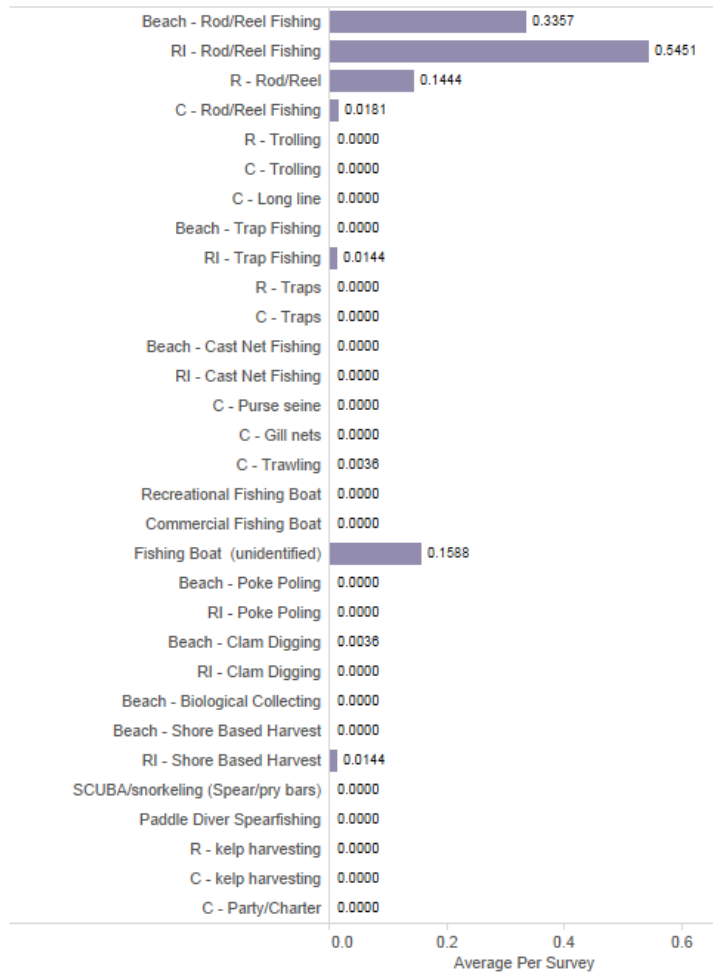 Beach - Rod/Reel Fishing 0.3357
RI - Rod/Reel Fishing 0.5451
R - Rod/Reel 0.1444
C - Rod/Reel Fishing 0.0181
R - Trolling 0.0000
C - Trolling 0.0000
C - Long line 0.0000
Beach - Trap Fishing 0.0000
RI - Trap Fishing 0.0144
R - Traps 0.0000
C - Traps 0.0000
Beach - Cast Net Fishing 0.0000
RI - Cast Net Fishing 0.0000
C - Purse seine 0.0000
C - Gill nets 0.0000
C - Trawling 0.0036
Recreational Fishing Boat 0.0000
Commercial Fishing Boat 0.0000
Fishing Boat (unidentified) 0.1588
Beach - Poke Poling 0.0000
RI - Poke Poling 0.0000
Beach - Clam Digging 0.0036
RI - Clam Digging 0.0000
Beach - Biological Collecting 0.0000
Beach - Shore Based Harvest 0.0000
RI - Shore Based Harvest 0.0144
SCUBA/snorkeling (Spear/pry bars) 0.0000
Paddle Diver Spearfishing 0.0000
R - kelp harvesting 0.0000
C - kelp harvesting 0.0000
C - Party/Charter 0.0000
0.0 0.2 0.4 0.6
Average Per Survey